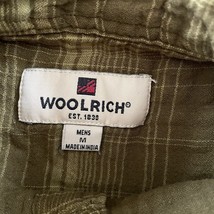 WOOLRICH®
EST. 1830
MENS
M
MADE IN INDIA